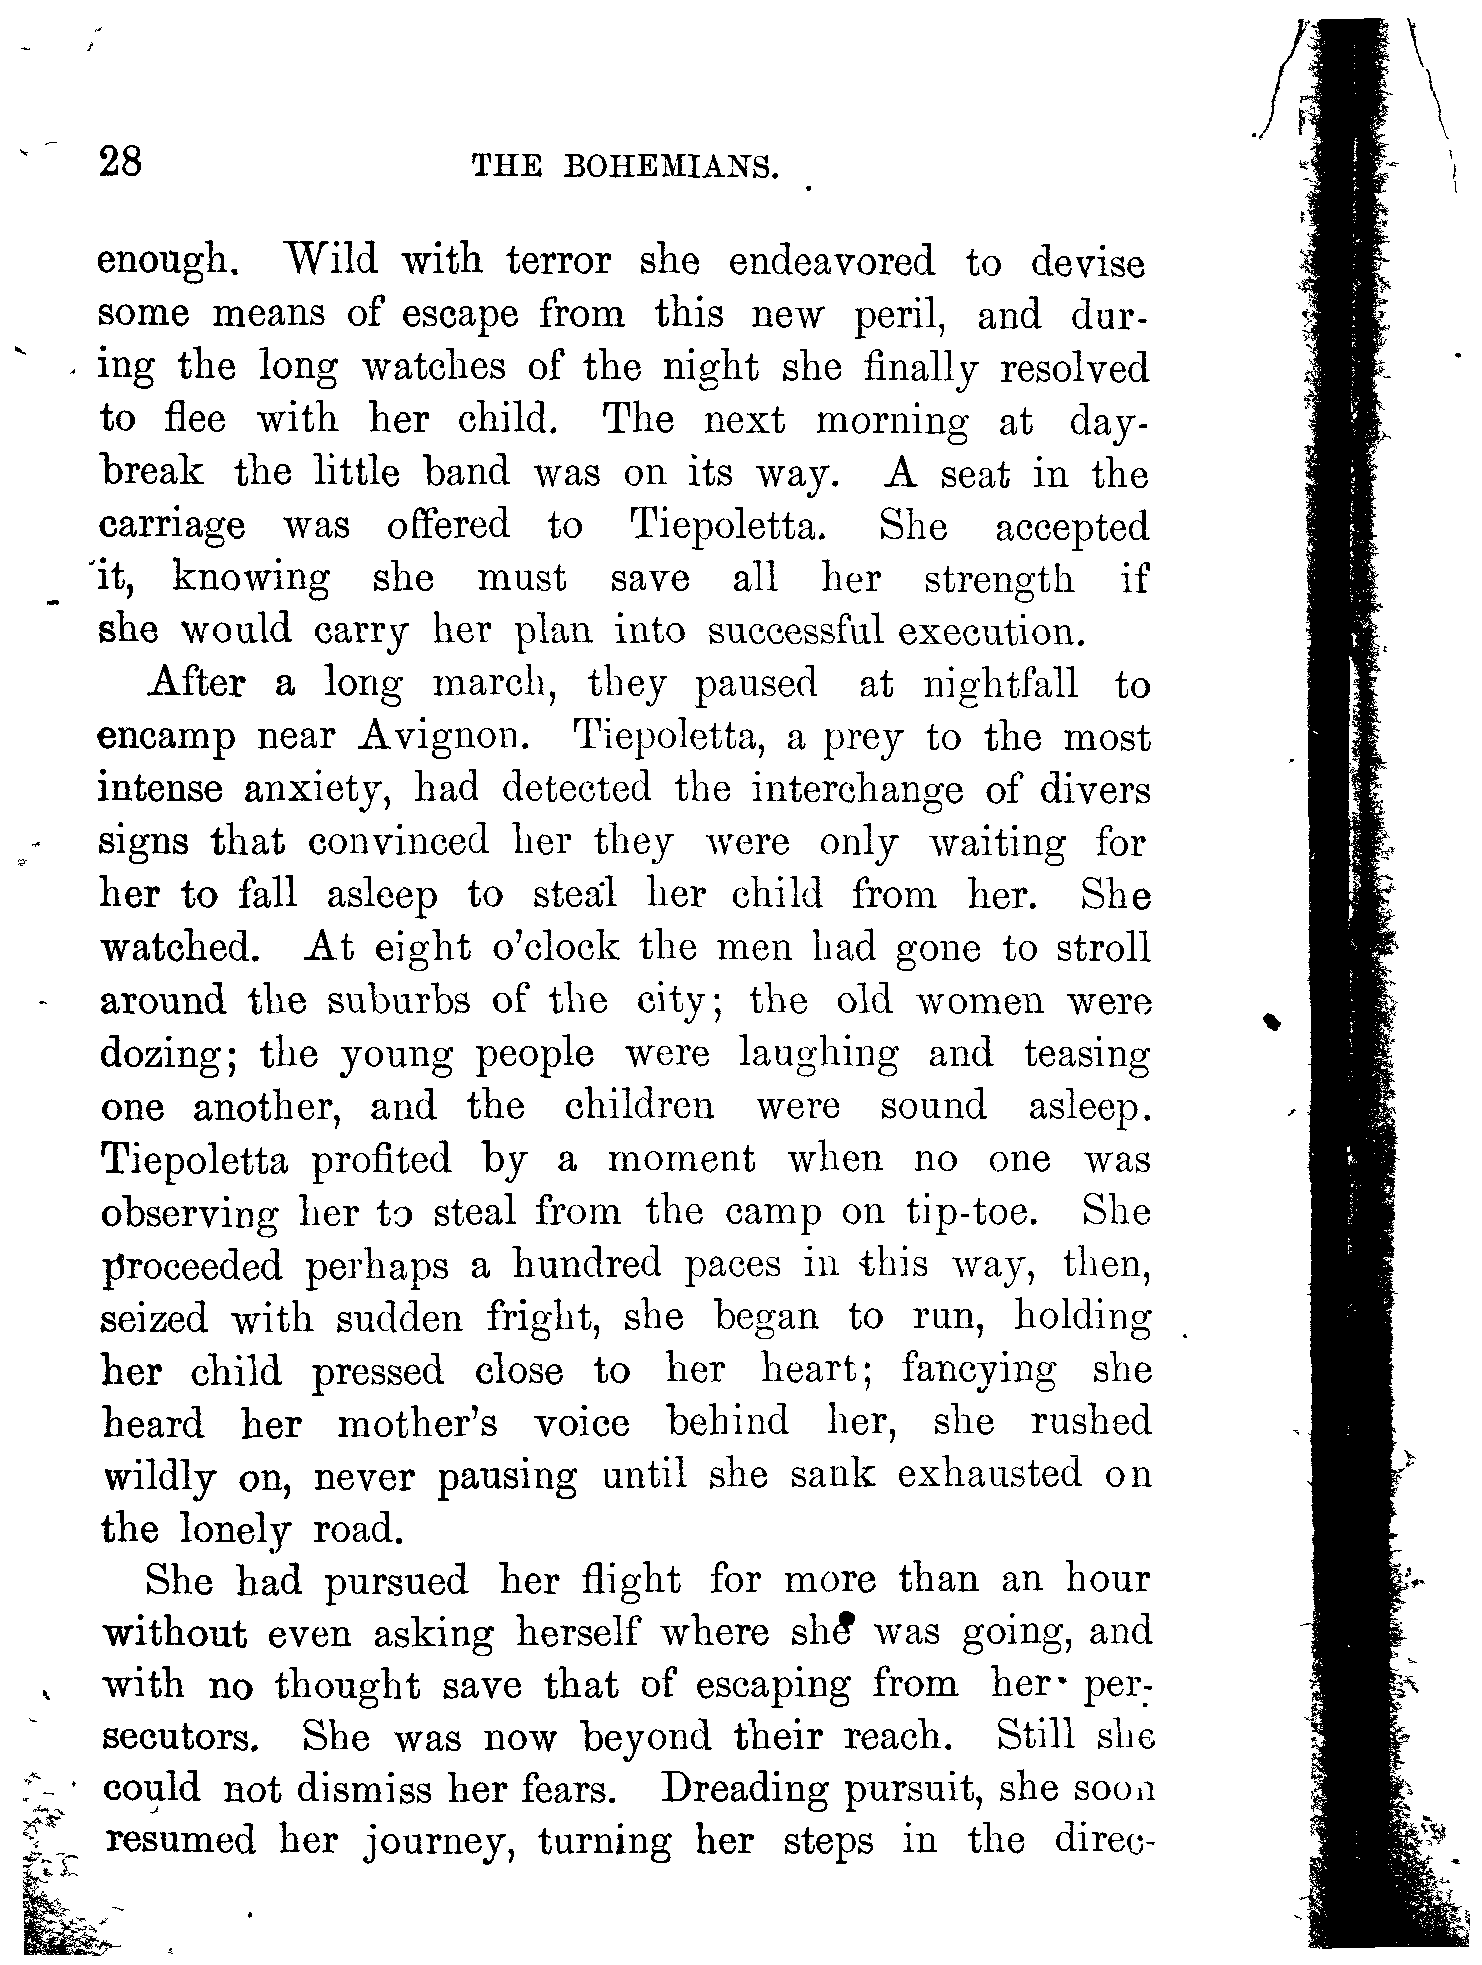 28 THE BOHEMIANS.
enough. Wild with terror she endeavored to devise
some means of escape from this new peril, and dur-
ing the long watches of the night she finally resolved
to flee with her child. The next morning at day-
break the little band was on its way. A seat in the
carriage was offered to Tiepoletta. She accepted
it, knowing she must save all her strength if
she would carry her plan into successful execution.
After a long march, they paused at nightfall to
encamp near Avignon. Tiepoletta, a prey to the most
intense anxiety, had detected the interchange of divers
signs that convinced her they were only waiting for
her to fall asleep to steal her child from her. She
watched. At eight o'clock the men had gone to stroll
around the suburbs of the city; the old women were
dozing; the young people were laughing and teasing
one another, and the children were sound asleep.
Tiepoletta profited by a moment when no one was
observing her to steal from the camp on tip-toe. She
proceeded perhaps a hundred paces in this way, then,
seized with sudden fright, she began to run, holding
her child pressed close to her heart; fancying she
heard her mother's voice behind her, she rushed
wildly on, never pausing until she sank exhausted on
the lonely road.
She had pursued her flight for more than an hour
without even asking herself where she was going, and
with no thought save that of escaping from her per-
secutors. She was now beyond their reach. Still she
could not dismiss her fears. Dreading pursuit, she soon
resumed her journey, turning her steps in the direc-